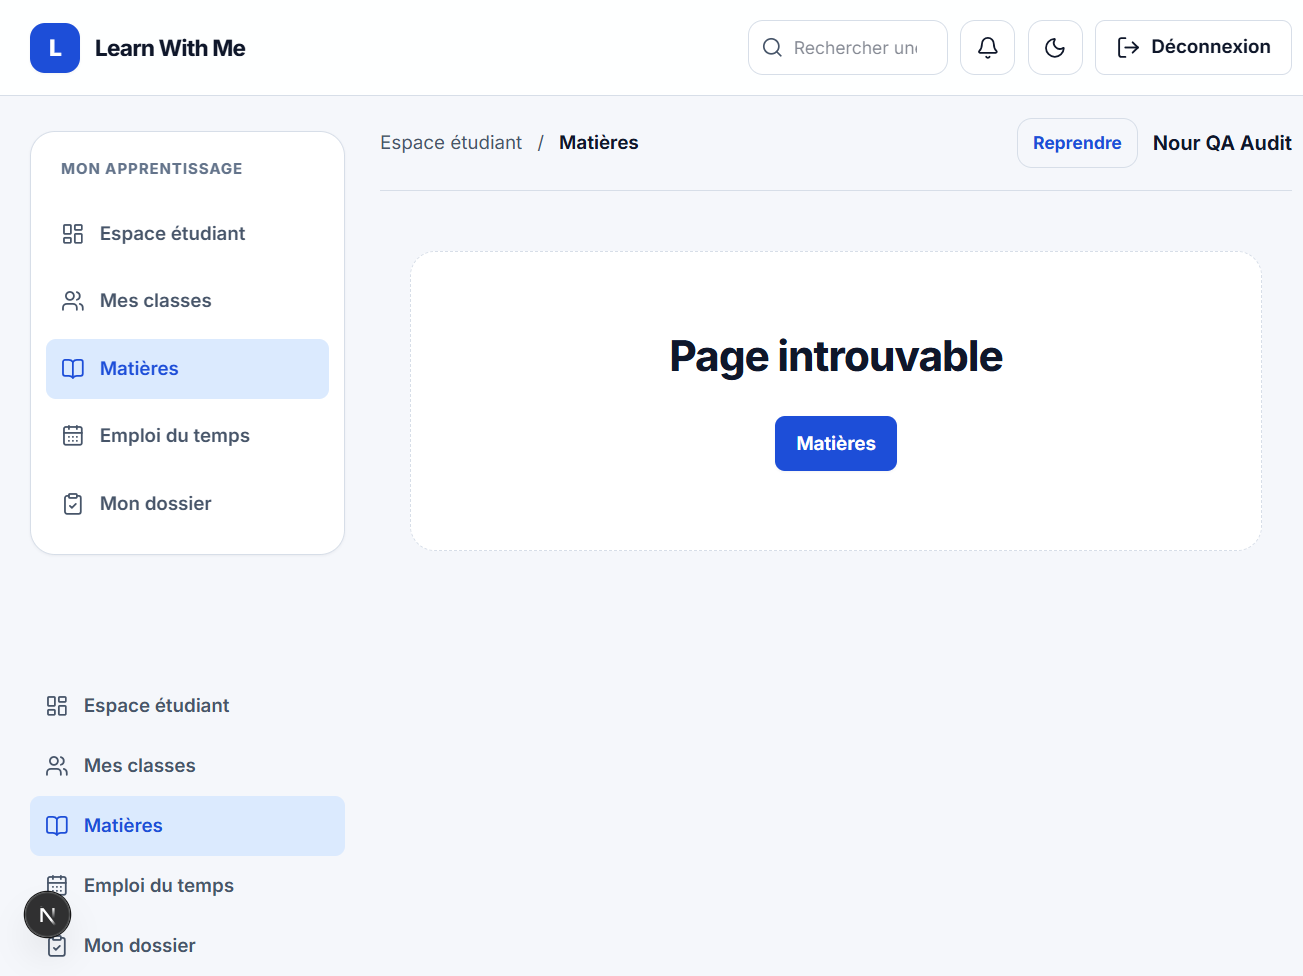 L
Learn With Me
Rechercher un
Déconnexion
MON APPRENTISSAGE
Espace étudiant
Mes classes
Matières
Emploi du temps
Mon dossier
Espace étudiant / Matières
Reprendre
Nour QA Audit
Page introuvable
Matières
Espace étudiant
Mes classes
Matières
Emploi du temps
Mon dossier
N